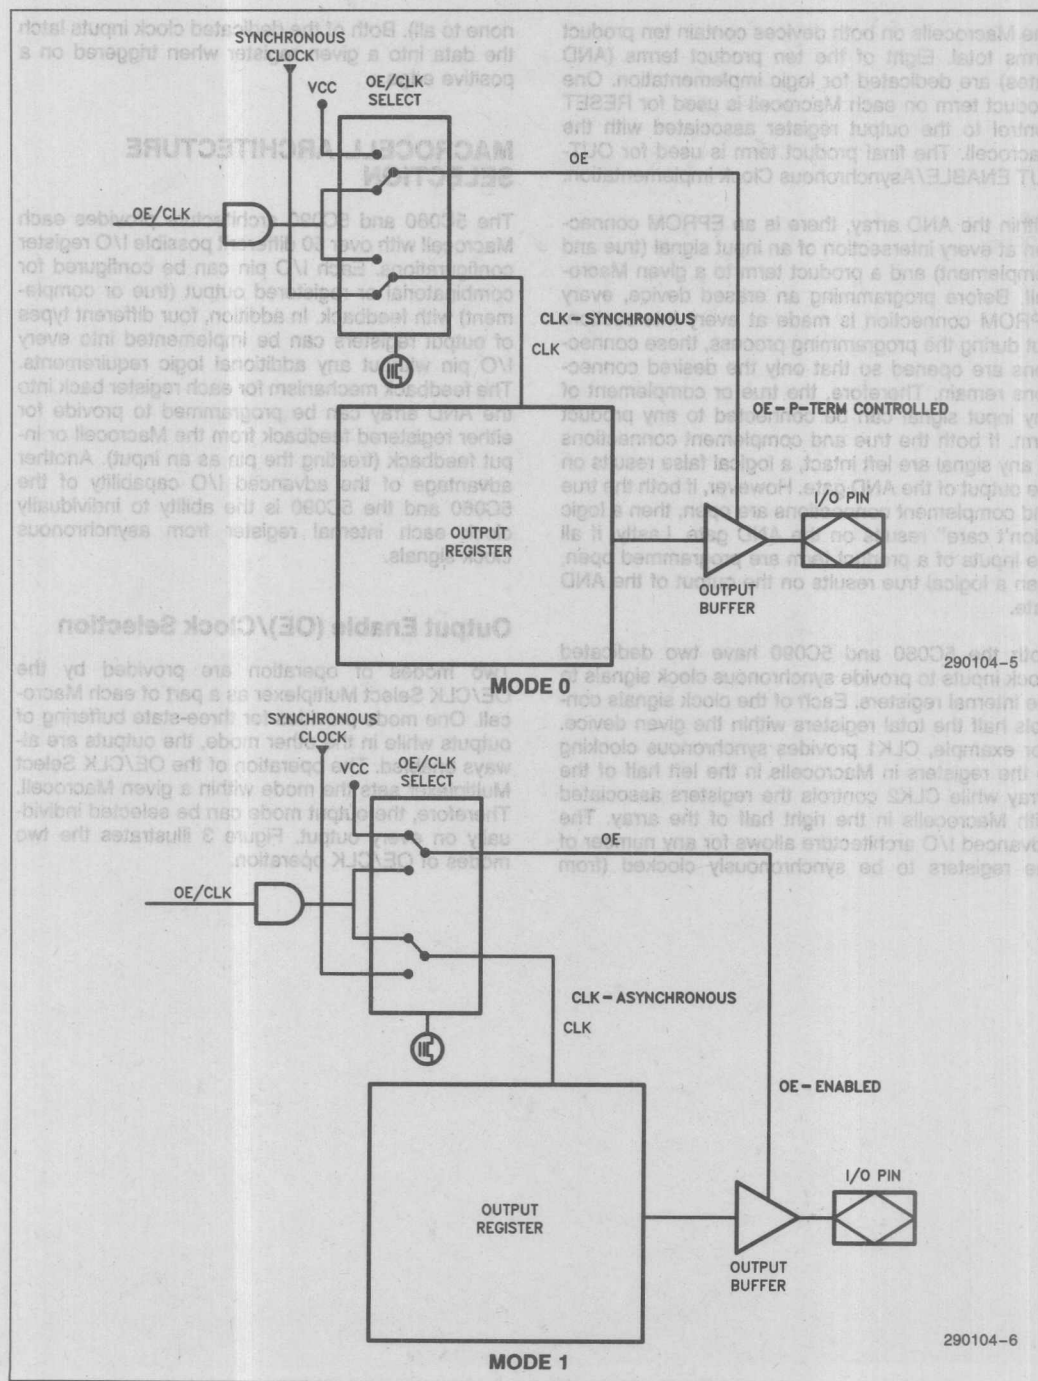 SYNCHRONOUS
CLOCK
VCC
OE/CLK
SELECT
OE
OE/CLK
CLK-SYNCHRONOUS
CLK
OE-P-TERM CONTROLLED
I/O PIN
OUTPUT
REGISTER
OUTPUT
BUFFER
290104-5
MODE 0
SYNCHRONOUS
CLOCK
VCC
OE/CLK
SELECT
OE
OE/CLK
CLK-ASYNCHRONOUS
CLK
OE-ENABLED
I/O PIN
OUTPUT
REGISTER
OUTPUT
BUFFER
290104-6
MODE 1